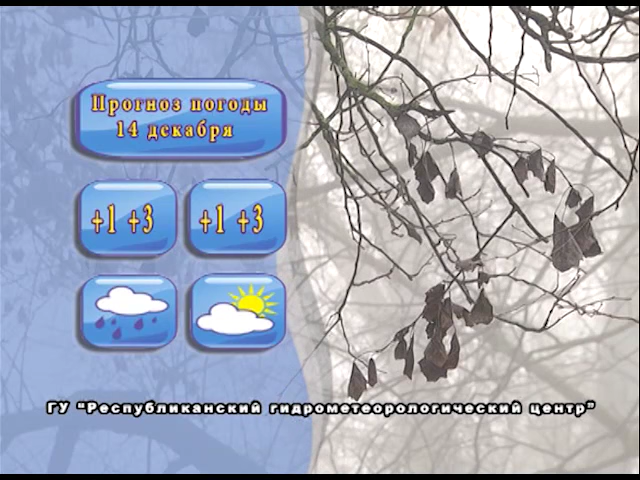 Прогноз погоды
14 декабря
+1 +3 +1 +3
ГУ "Республиканский гидрометеорологический центр"